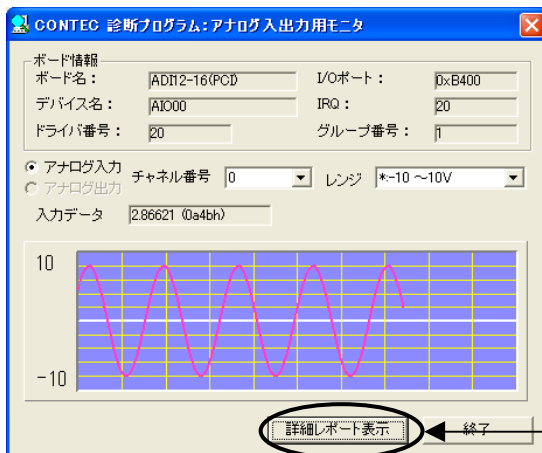 CONTEC 診断プログラム:アナログ入出力用モニタ
ボード情報
ボード名: ADI12-16(PCI) I/Oポート: 0xB400
デバイス名: AIO00 IRQ: 20
ドライバ番号: 20 グループ番号: 1
アナログ入力
アナログ出力
チャネル番号 0 レンジ *:-10 ~10V
入力データ 2.86621 (0a4bh)
10
-10
詳細レポート表示 終了